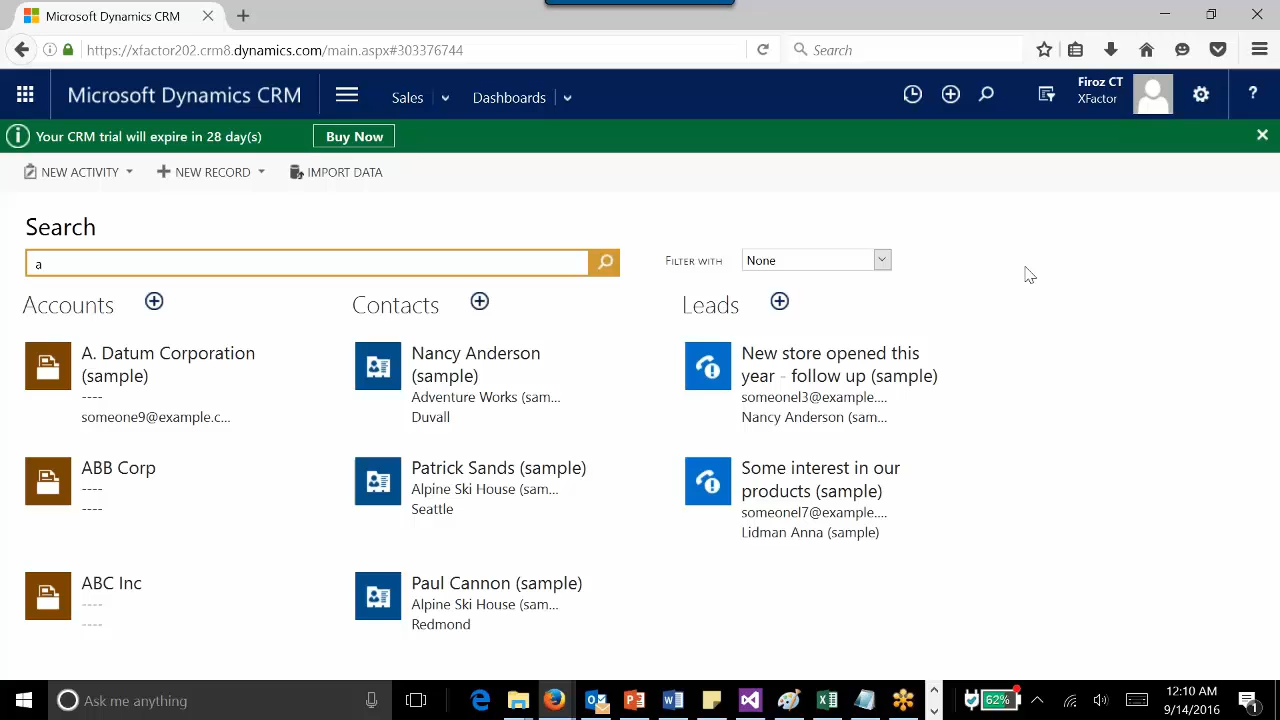 Microsoft Dynamics CRM
https://xfactor202.crm8.dynamics.com/main.aspx#303376744
Search
Microsoft Dynamics CRM
Sales
Dashboards
Firoz CT
XFactor
?
Your CRM trial will expire in 28 day(s)
Buy Now
NEW ACTIVITY
NEW RECORD
IMPORT DATA
Search
a
FILTER WITH
None
Accounts
Contacts
Leads
A. Datum Corporation
(sample)
----
someone9@example.c...
Nancy Anderson
(sample)
Adventure Works (sam...
Duvall
New store opened this
year - follow up (sample)
someonel3@example....
Nancy Anderson (sam...
ABB Corp
----
----
Patrick Sands (sample)
Alpine Ski House (sam...
Seattle
Some interest in our
products (sample)
someonel7@example....
Lidman Anna (sample)
ABC Inc
----
----
Paul Cannon (sample)
Alpine Ski House (sam...
Redmond
Ask me anything
62%
12:10 AM
9/14/2016
1